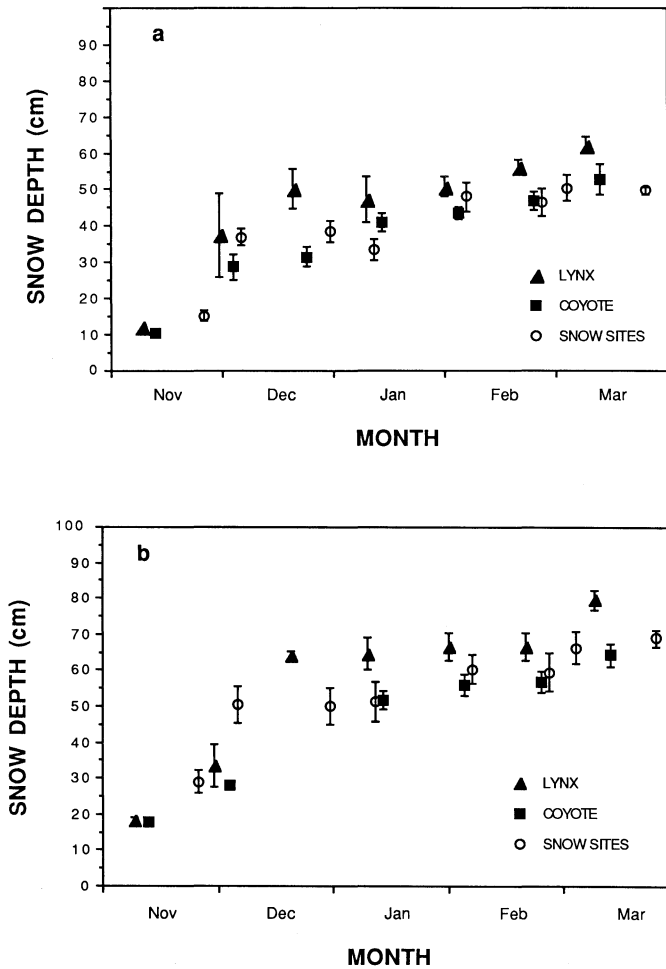 a
90
80
70
60
50
40
30
20
10
0
SNOW DEPTH (cm)
LYNX
COYOTE
SNOW SITES
Nov Dec Jan Feb Mar
MONTH
b
100
90
80
70
60
50
40
30
20
10
0
SNOW DEPTH (cm)
LYNX
COYOTE
SNOW SITES
Nov Dec Jan Feb Mar
MONTH